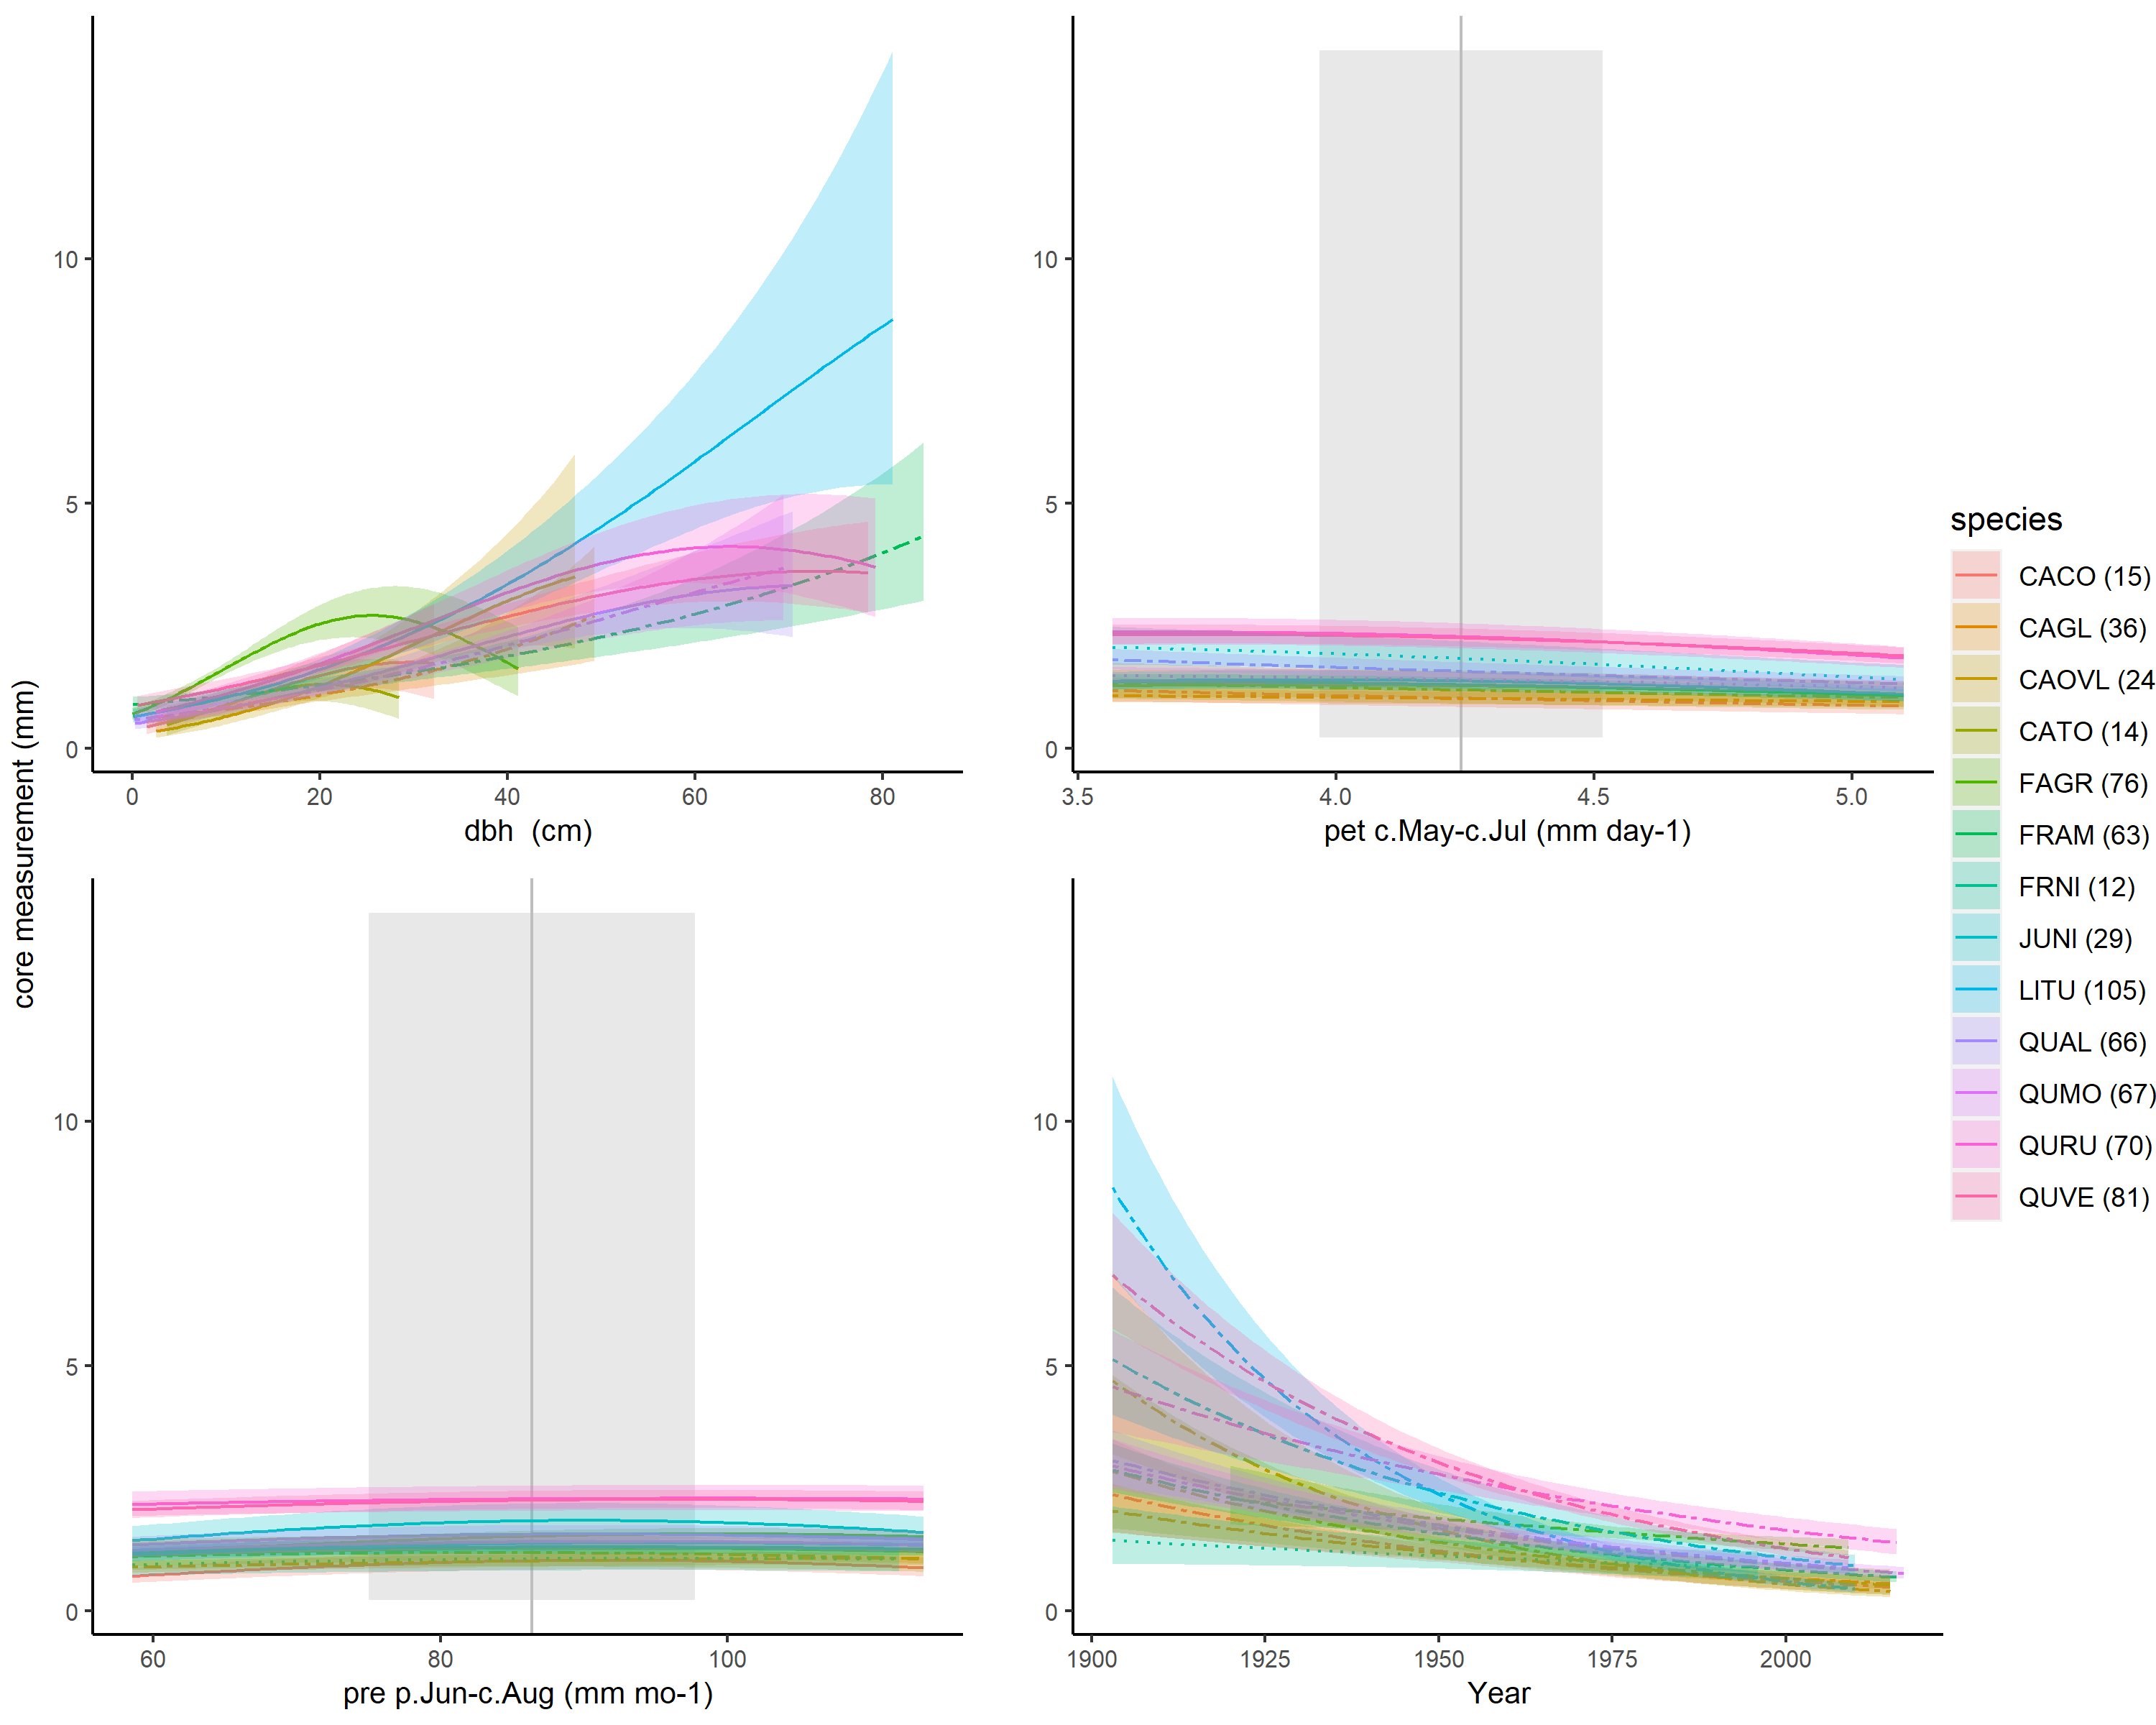 core measurement (mm)
10
5
0
0 20 40 60 80
dbh (cm)
10
5
0
3.5 4.0 4.5 5.0
pet c.May-c.Jul (mm day-1)
10
5
0
60 80 100
pre p.Jun-c.Aug (mm mo-1)
10
5
0
1900 1925 1950 1975 2000
Year
species
CACO (15)
CAGL (36)
CAOVL (24
CATO (14)
FAGR (76)
FRAM (63)
FRNI (12)
JUNI (29)
LITU (105)
QUAL (66)
QUMO (67)
QURU (70)
QUVE (81)